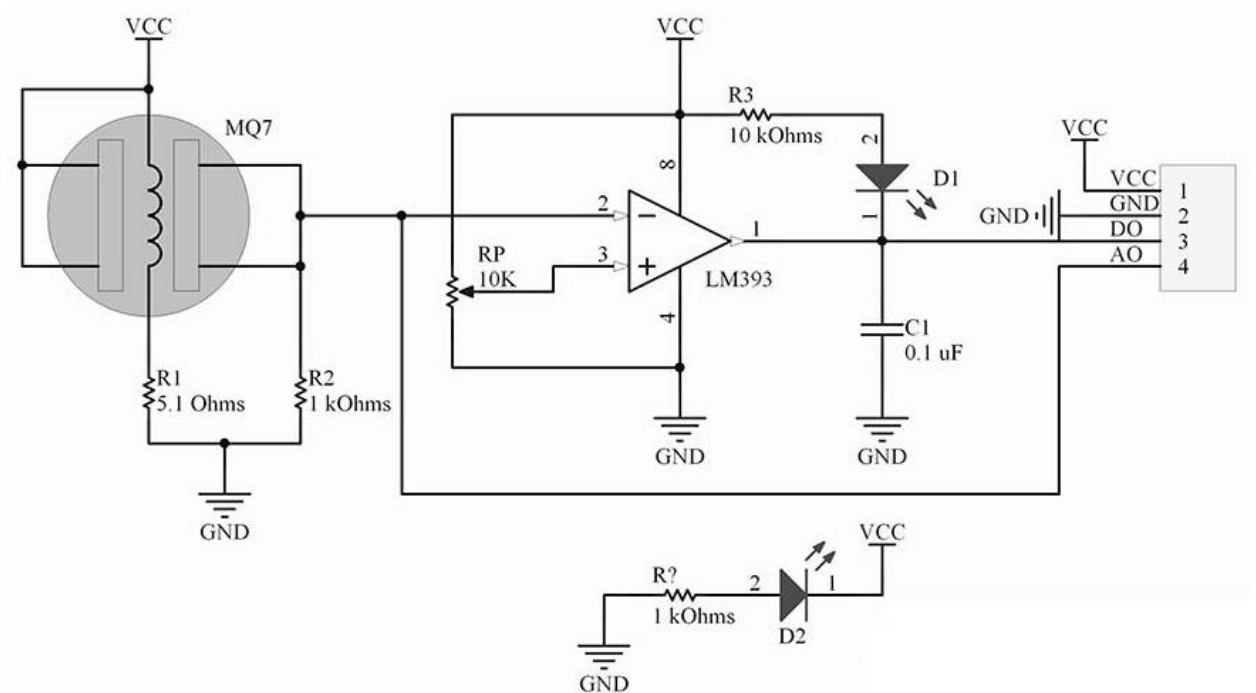 VCC
MQ7
R1
5.1 Ohms
R2
1 kOhms
GND
VCC
R3
10 kOhms
8
2
−
3
+
1
LM393
4
RP
10K
GND
2
D1
1
C1
0.1 uF
GND
VCC
VCC
1
GND
GND
2
DO
3
AO
4
R?
1 kOhms
2
1
D2
VCC
GND